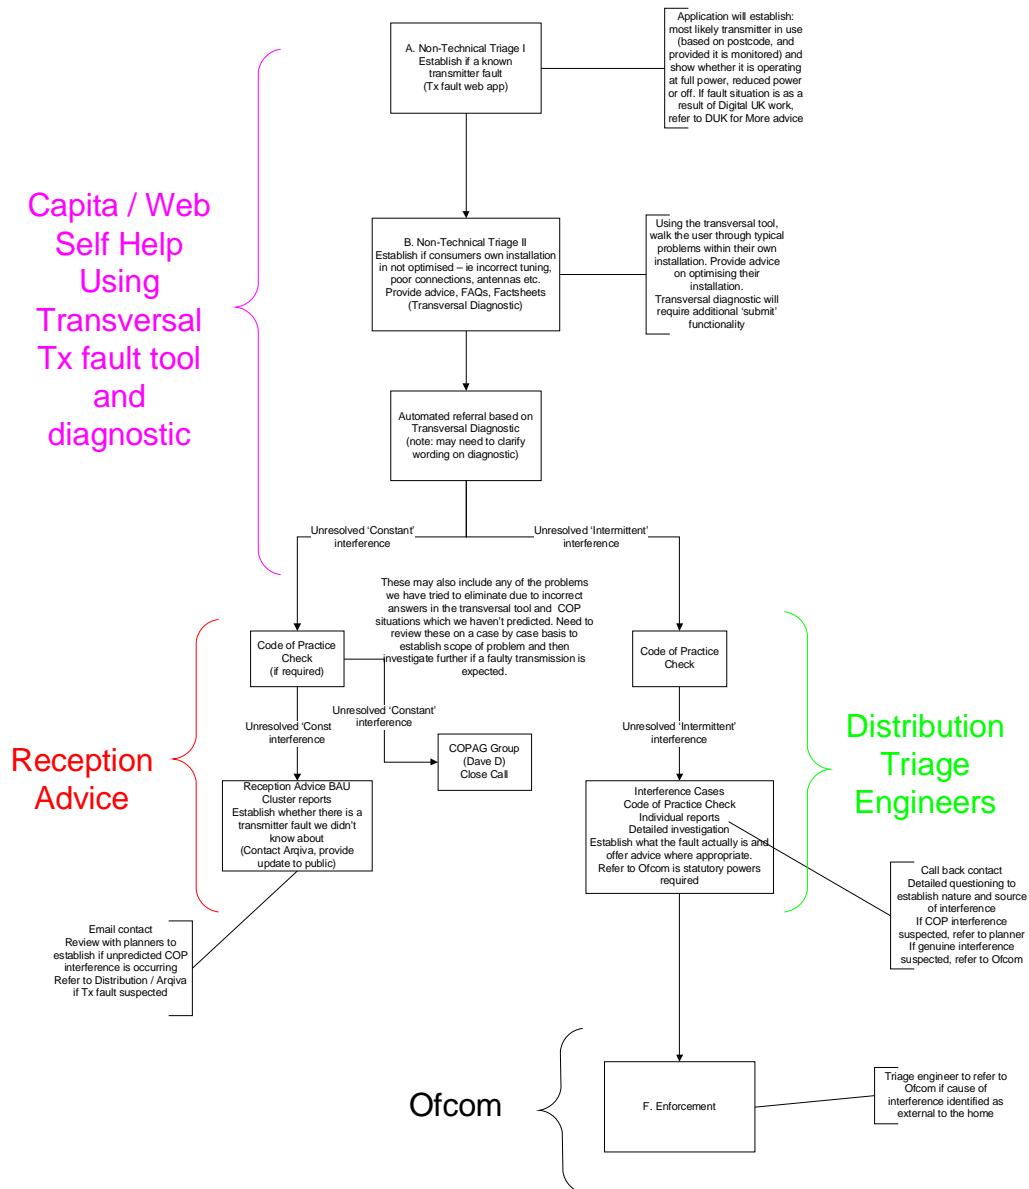 A. Non-Technical Triage I
Establish if a known
transmitter fault
(Tx fault web app)
Application will establish:
most likely transmitter in use
(based on postcode, and
provided it is monitored) and
show whether it is operating
at full power, reduced power
or off. If fault situation is as a
result of Digital UK work,
refer to DUK for More advice
Capita / Web
Self Help
Using
Transversal
Tx fault tool
and
diagnostic
B. Non-Technical Triage II
Establish if consumers own installation
in not optimised – ie incorrect tuning,
poor connections, antennas etc.
Provide advice, FAQs, Factsheets
(Transversal Diagnostic)
Using the transversal tool,
walk the user through typical
problems within their own
installation. Provide advice
on optimising their
installation.
Transversal diagnostic will
require additional ‘submit’
functionality
Automated referral based on
Transversal Diagnostic
(note: may need to clarify
wording on diagnostic)
Unresolved ‘Constant’
interference
Unresolved ‘Intermittent’
interference
These may also include any of the problems
we have tried to eliminate due to incorrect
answers in the transversal tool and COP
situations which we haven’t predicted. Need to
review these on a case by case basis to
establish scope of problem and then
investigate further if a faulty transmission is
expected.
Code of Practice
Check
(if required)
Code of Practice
Check
Unresolved ‘Const
interference
Unresolved ‘Constant’
interference
Unresolved ‘Intermittent’
interference
Reception
Advice
Distribution
Triage
Engineers
COPAG Group
(Dave D)
Close Call
Reception Advice BAU
Cluster reports
Establish whether there is a
transmitter fault we didn’t
know about
(Contact Arqiva, provide
update to public)
Interference Cases
Code of Practice Check
Individual reports
Detailed investigation
Establish what the fault actually is and
offer advice where appropriate.
Refer to Ofcom is statutory powers
required
Call back contact
Detailed questioning to
establish nature and source
of interference
If COP interference
suspected, refer to planner
If genuine interference
suspected, refer to Ofcom
Email contact
Review with planners to
establish if unpredicted COP
interference is occurring
Refer to Distribution / Arqiva
if Tx fault suspected
Ofcom
F. Enforcement
Triage engineer to refer to
Ofcom if cause of
interference identified as
external to the home